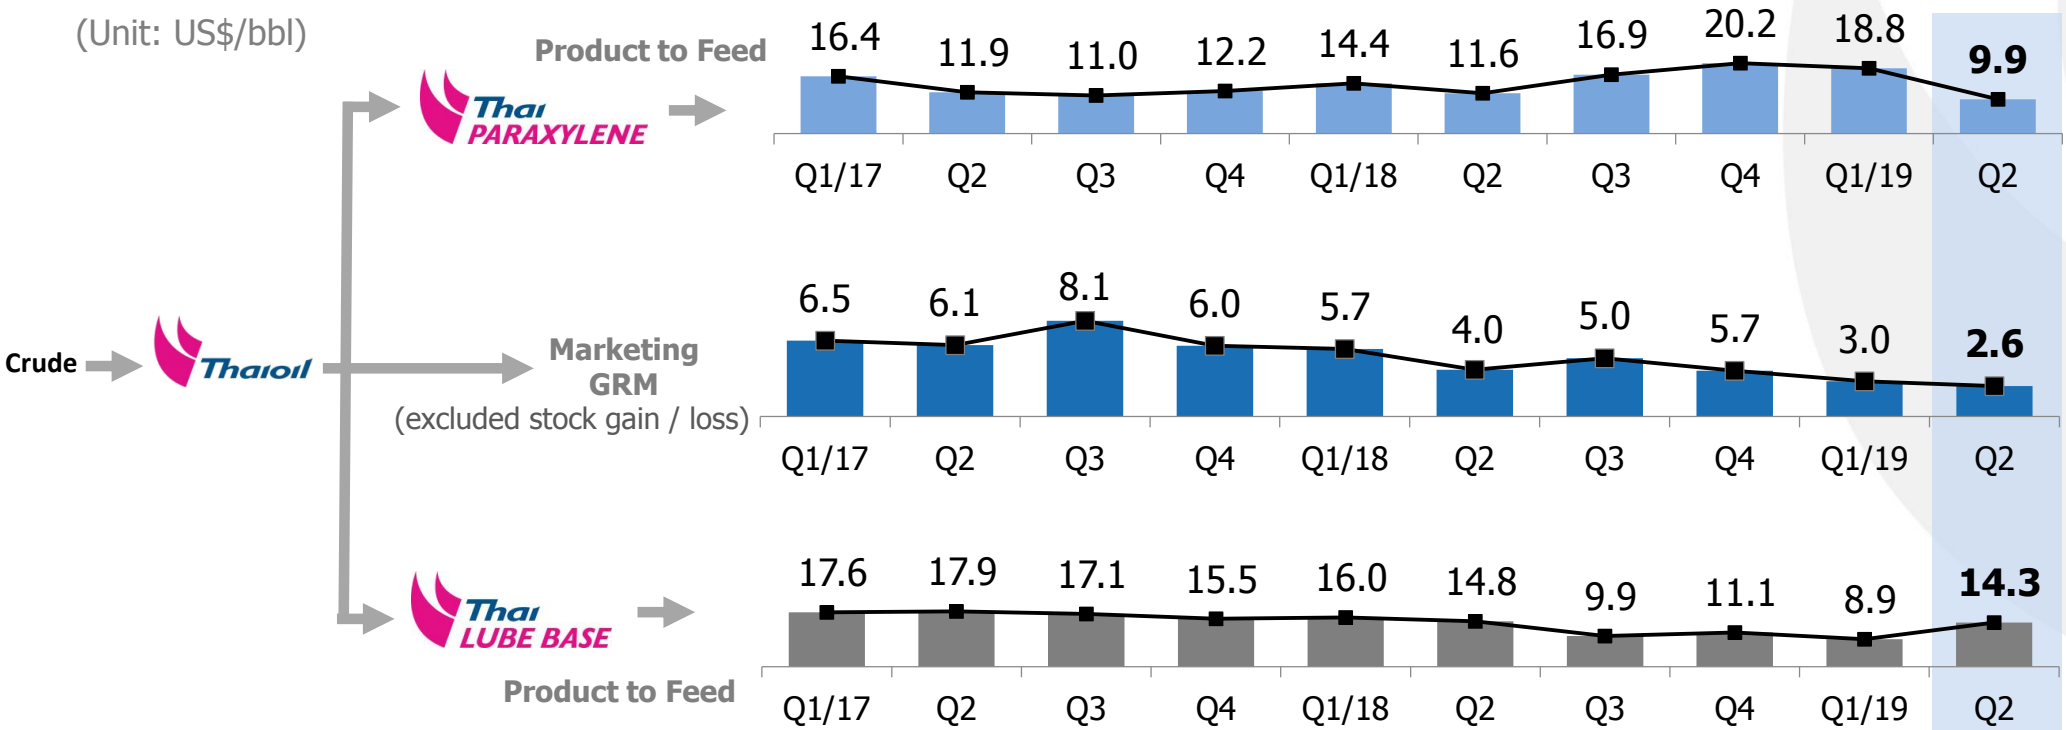 (Unit: US$/bbl)
Product to Feed
Thai
PARAXYLENE
16.4 11.9 11.0 12.2 14.4 11.6 16.9 20.2 18.8 9.9
Q1/17 Q2 Q3 Q4 Q1/18 Q2 Q3 Q4 Q1/19 Q2
Crude
Thaioil
Marketing
GRM
(excluded stock gain / loss)
6.5 6.1 8.1 6.0 5.7 4.0 5.0 5.7 3.0 2.6
Q1/17 Q2 Q3 Q4 Q1/18 Q2 Q3 Q4 Q1/19 Q2
Thai
LUBE BASE
Product to Feed
17.6 17.9 17.1 15.5 16.0 14.8 9.9 11.1 8.9 14.3
Q1/17 Q2 Q3 Q4 Q1/18 Q2 Q3 Q4 Q1/19 Q2